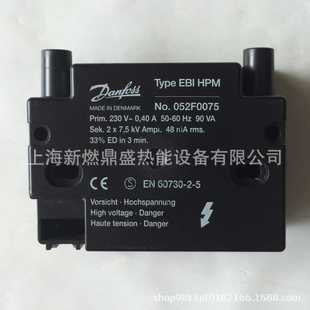 Danfoss
MADE IN DENMARK
Type EBI HPM
No. 052F0075
Prim. 230 V~ 0,40 A 50-60 Hz 90 VA
Sek. 2 x 7,5 kV Amp. 48 mA rms.
33% ED in 3 min.
上海新燃鼎盛热能设备有限公司
CE S EN 60730-2-5
Vorsicht · Hochspannung
High voltage · Danger
Haute tension · Danger